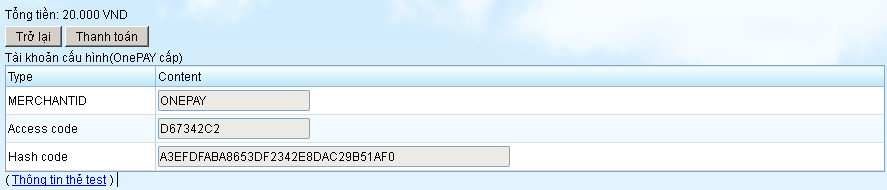 Tổng tiền: 20.000 VND
Trở lại Thanh toán
Tài khoản cấu hình(OnePAY cấp)
Type Content
MERCHANTID ONEPAY
Access code D67342C2
Hash code A3EFDFABA8653DF2342E8DAC29B51AF0
( Thông tin thẻ test )